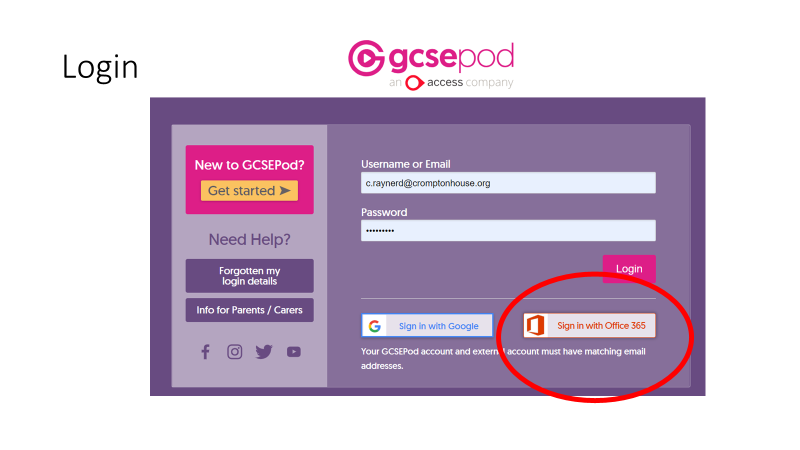 Login
gcsepod
an access company
New to GCSEPod?
Get started
Need Help?
Forgotten my
login details
Info for Parents / Carers
Username or Email
c.raynerd@cromptonhouse.org
Password
•••••••••
Login
Sign in with Google
Sign in with Office 365
Your GCSEPod account and external account must have matching email
addresses.